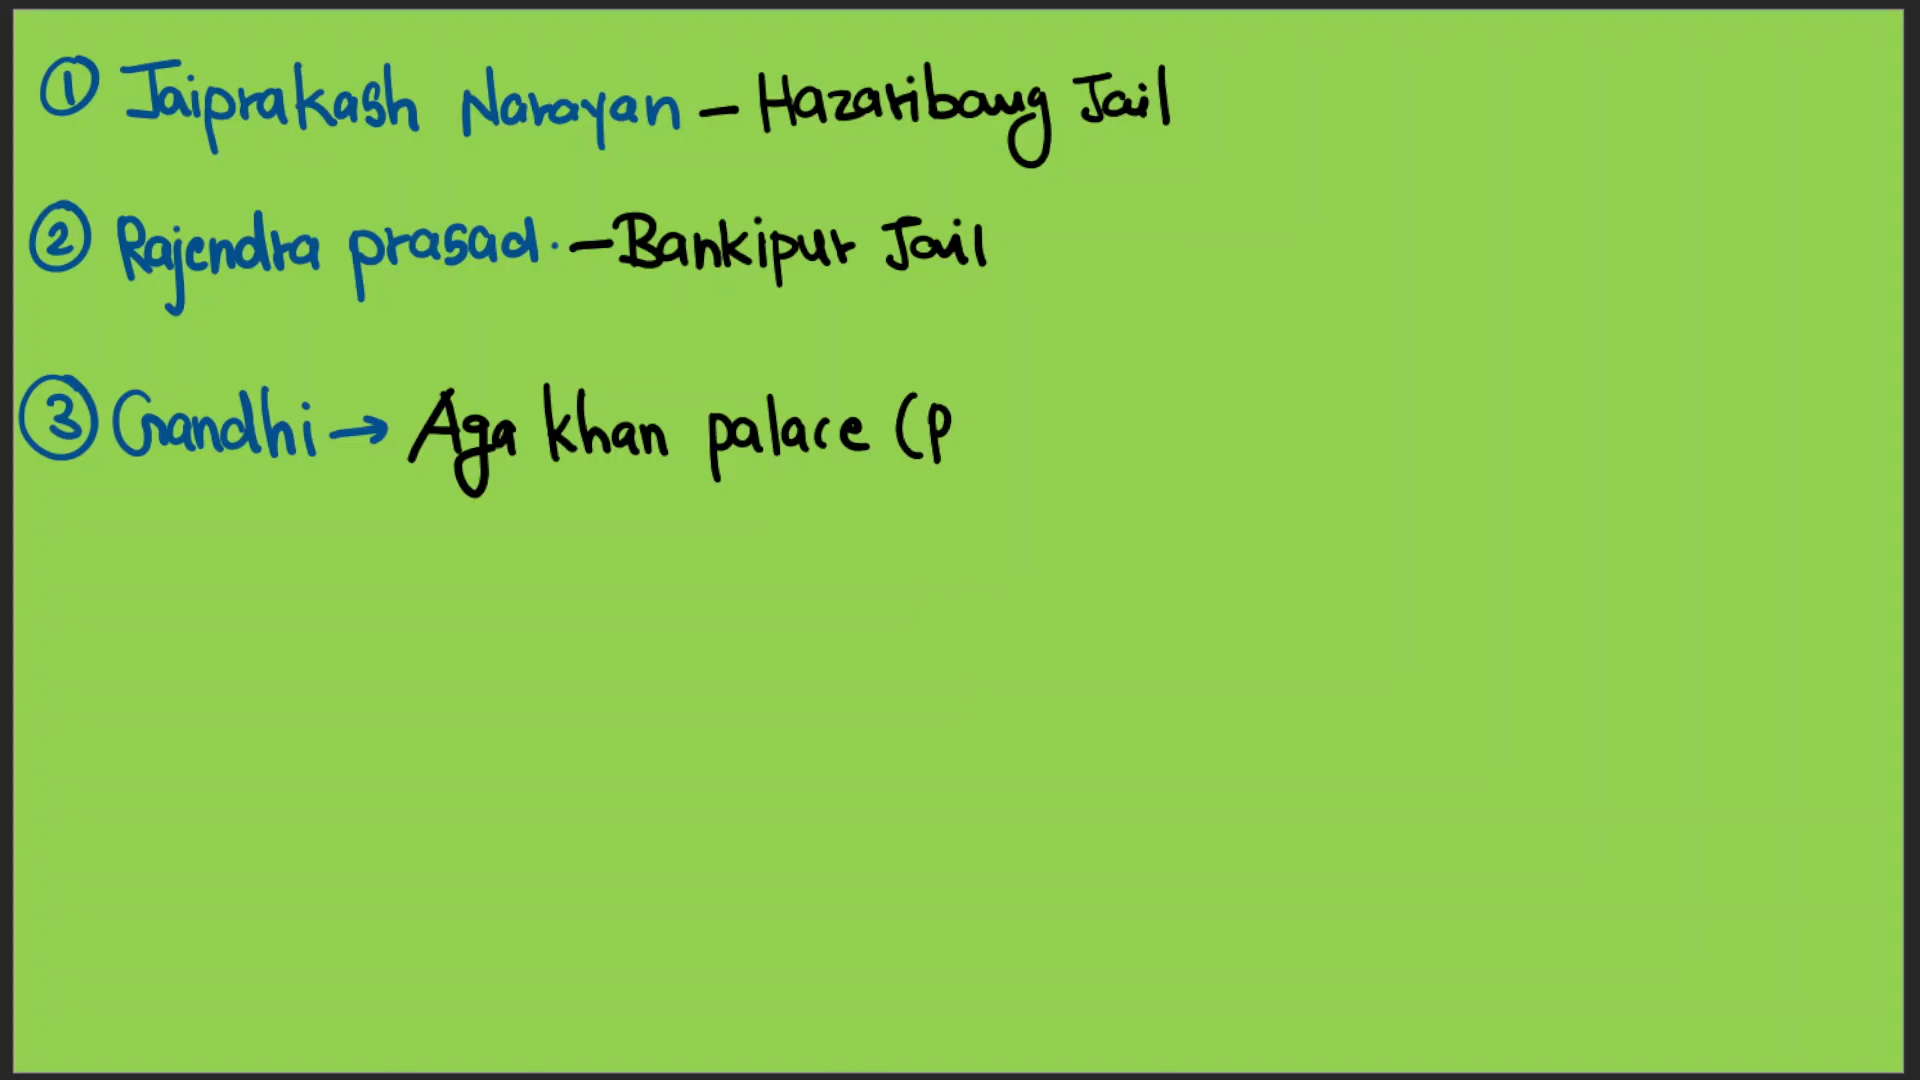 ① Jaiprakash Narayan – Hazaribaug Jail
② Rajendra prasad. – Bankipur Jail
③ Gandhi → Aga khan palace (p